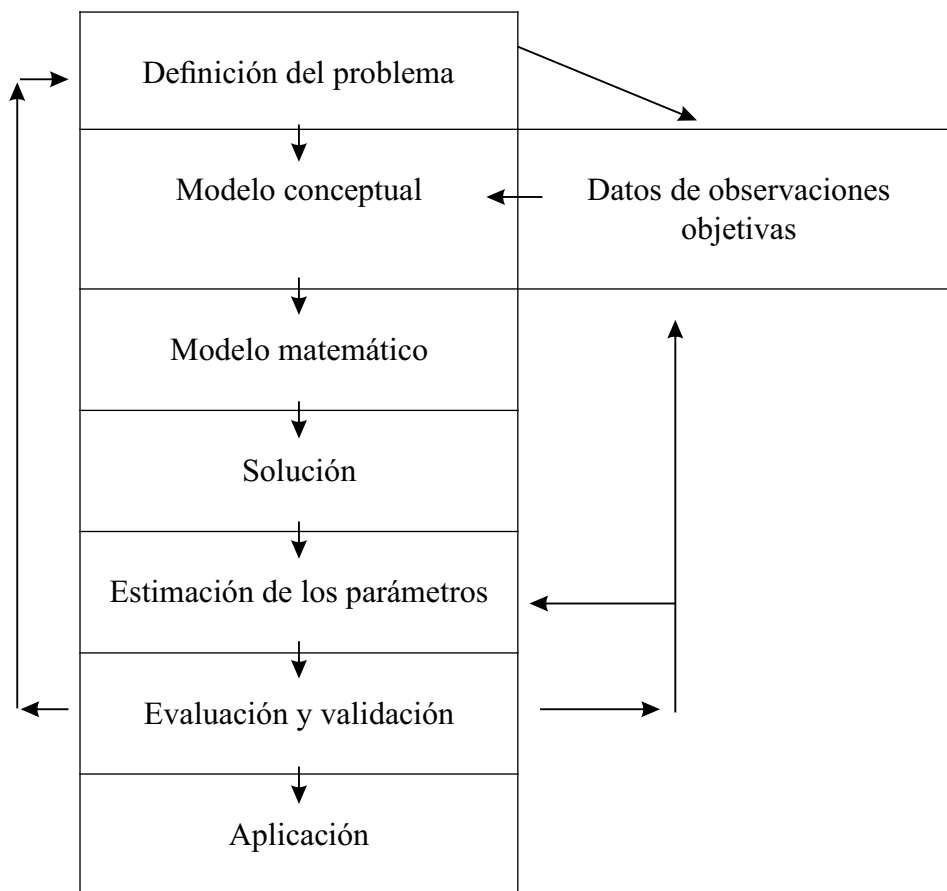 Definición del problema
Modelo conceptual
Datos de observaciones
objetivas
Modelo matemático
Solución
Estimación de los parámetros
Evaluación y validación
Aplicación